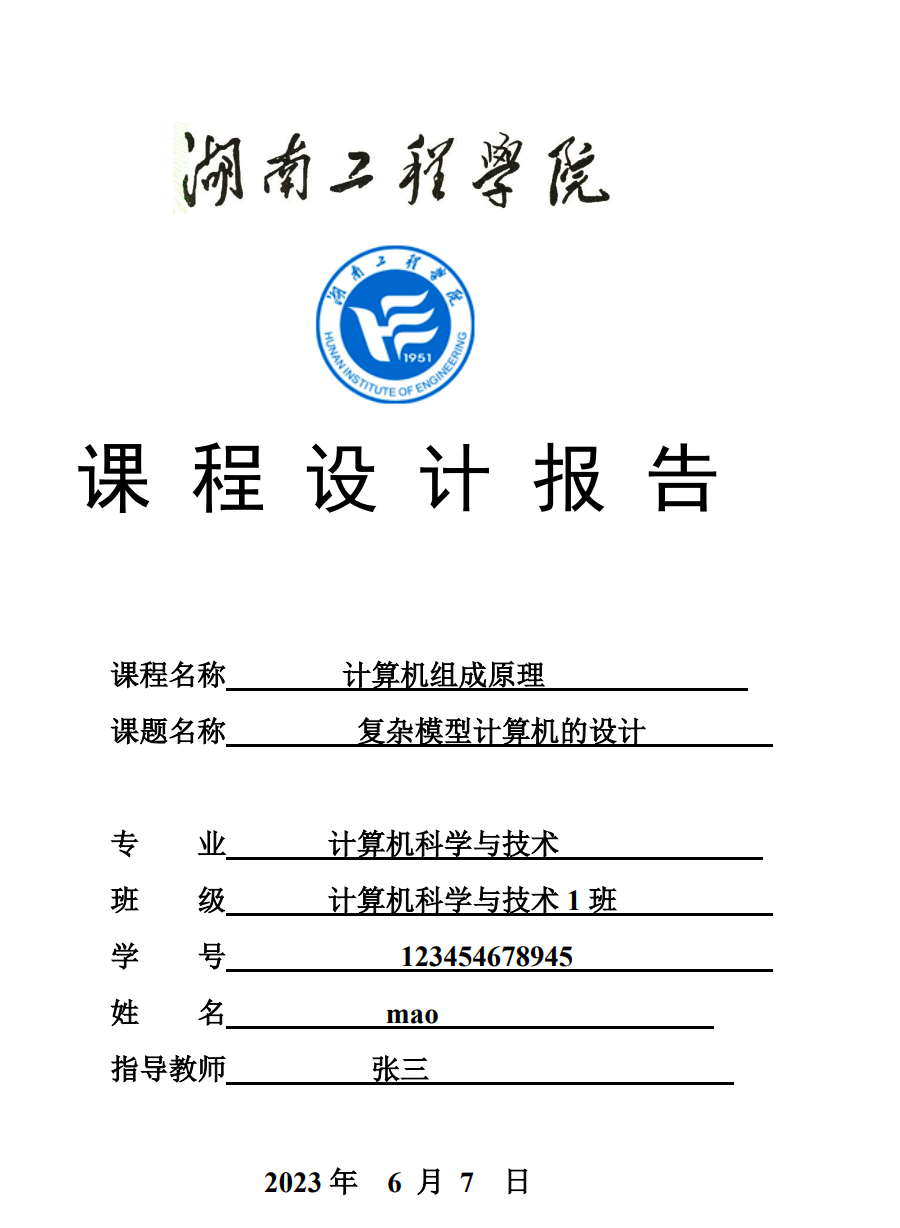 湖南工程學院
湖南工程學院
1951
HUNAN INSTITUTE OF ENGINEERING
课程设计报告
课程名称 计算机组成原理
课题名称 复杂模型计算机的设计
专 业 计算机科学与技术
班 级 计算机科学与技术 1 班
学 号 123454678945
姓 名 mao
指导教师 张三
2023 年 6 月 7 日